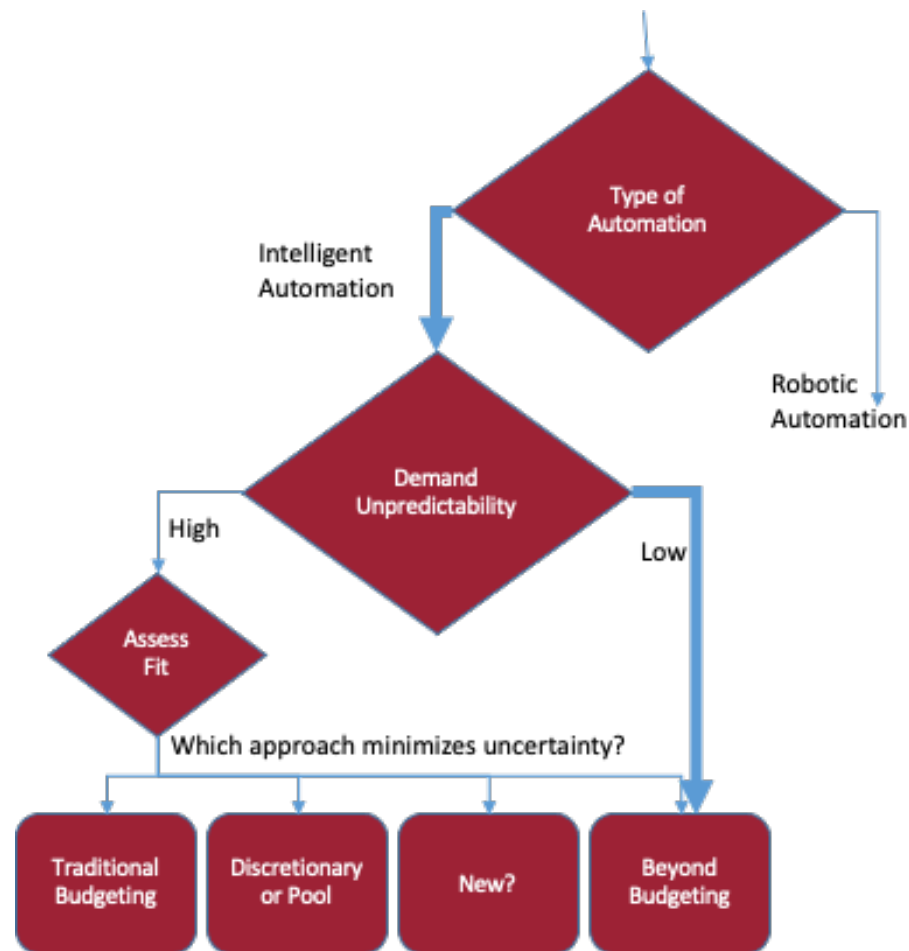 Type of
Automation
Intelligent
Automation
Robotic
Automation
Demand
Unpredictability
High
Low
Assess
Fit
Which approach minimizes uncertainty?
Traditional
Budgeting
Discretionary
or Pool
New?
Beyond
Budgeting